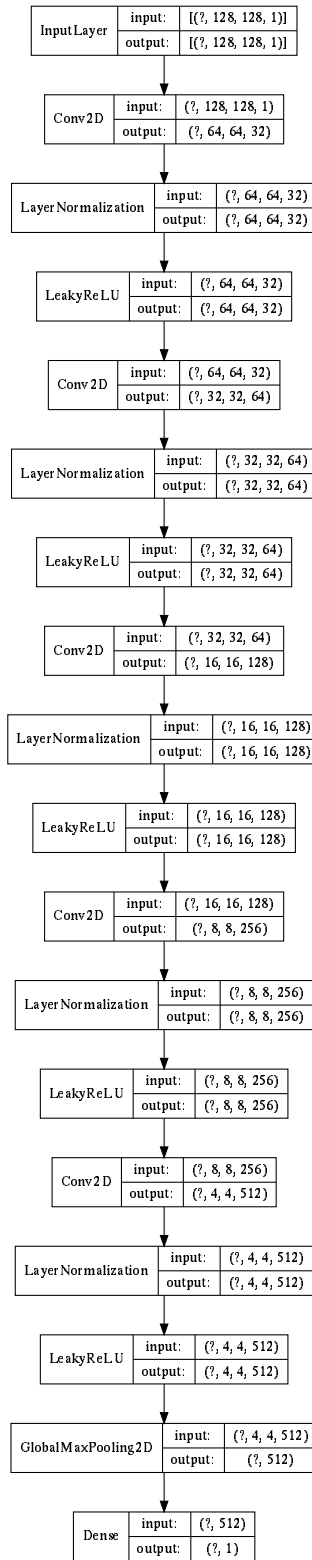 InputLayer
input: [(?, 128, 128, 1)]
output: [(?, 128, 128, 1)]
Conv2D
input: (?, 128, 128, 1)
output: (?, 64, 64, 32)
LayerNormalization
input: (?, 64, 64, 32)
output: (?, 64, 64, 32)
LeakyReLU
input: (?, 64, 64, 32)
output: (?, 64, 64, 32)
Conv2D
input: (?, 64, 64, 32)
output: (?, 32, 32, 64)
LayerNormalization
input: (?, 32, 32, 64)
output: (?, 32, 32, 64)
LeakyReLU
input: (?, 32, 32, 64)
output: (?, 32, 32, 64)
Conv2D
input: (?, 32, 32, 64)
output: (?, 16, 16, 128)
LayerNormalization
input: (?, 16, 16, 128)
output: (?, 16, 16, 128)
LeakyReLU
input: (?, 16, 16, 128)
output: (?, 16, 16, 128)
Conv2D
input: (?, 16, 16, 128)
output: (?, 8, 8, 256)
LayerNormalization
input: (?, 8, 8, 256)
output: (?, 8, 8, 256)
LeakyReLU
input: (?, 8, 8, 256)
output: (?, 8, 8, 256)
Conv2D
input: (?, 8, 8, 256)
output: (?, 4, 4, 512)
LayerNormalization
input: (?, 4, 4, 512)
output: (?, 4, 4, 512)
LeakyReLU
input: (?, 4, 4, 512)
output: (?, 4, 4, 512)
GlobalMaxPooling2D
input: (?, 4, 4, 512)
output: (?, 512)
Dense
input: (?, 512)
output: (?, 1)